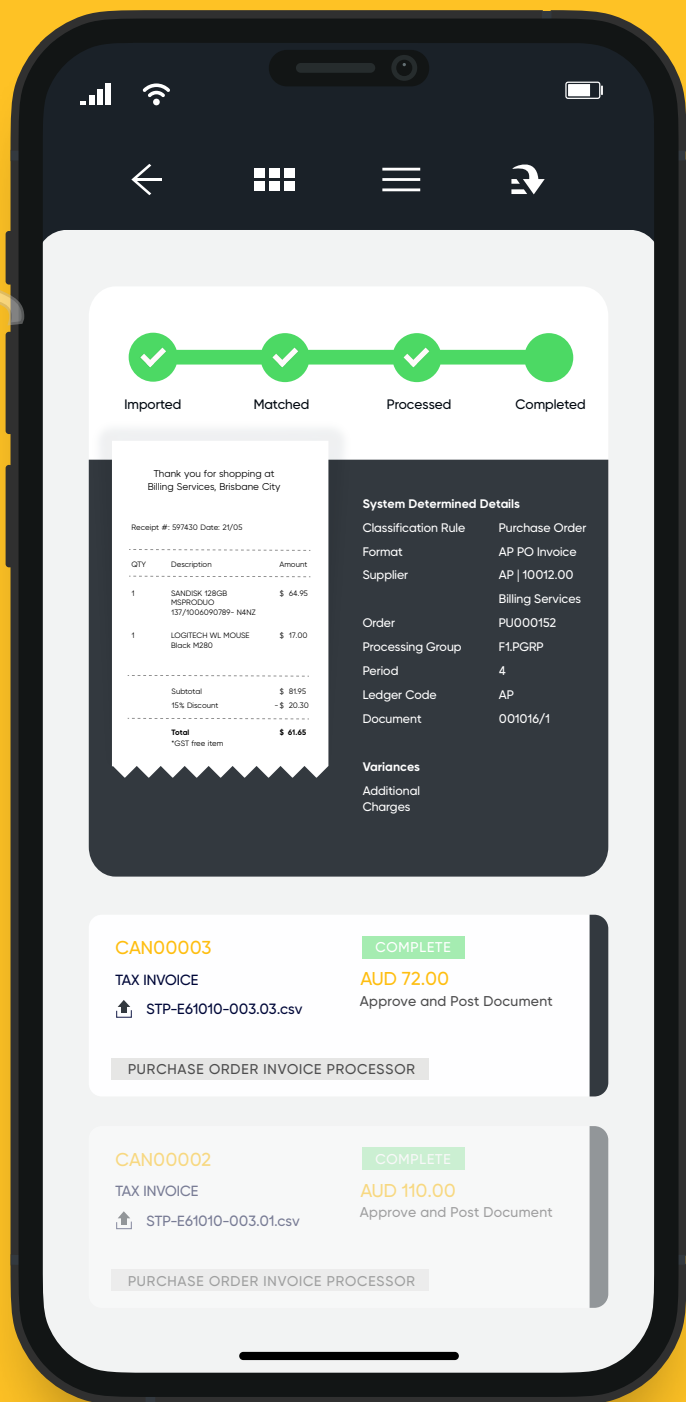 Imported Matched Processed Completed
Thank you for shopping at
Billing Services, Brisbane City
Receipt #: 597430 Date: 21/05
QTY Description Amount
1 SANDISK 128GB $ 64.95
MSPRODUO
137/1006090789- N4NZ
1 LOGITECH WL MOUSE $ 17.00
Black M280
Subtotal $ 81.95
15% Discount -$ 20.30
Total $ 61.65
*GST free item
System Determined Details
Classification Rule Purchase Order
Format AP PO Invoice
Supplier AP | 10012.00
Billing Services
Order PU000152
Processing Group F1.PGRP
Period 4
Ledger Code AP
Document 001016/1
Variances
Additional
Charges
CAN00003 COMPLETE
TAX INVOICE AUD 72.00
STP-E61010-003.03.csv Approve and Post Document
PURCHASE ORDER INVOICE PROCESSOR
CAN00002 COMPLETE
TAX INVOICE AUD 110.00
STP-E61010-003.01.csv Approve and Post Document
PURCHASE ORDER INVOICE PROCESSOR